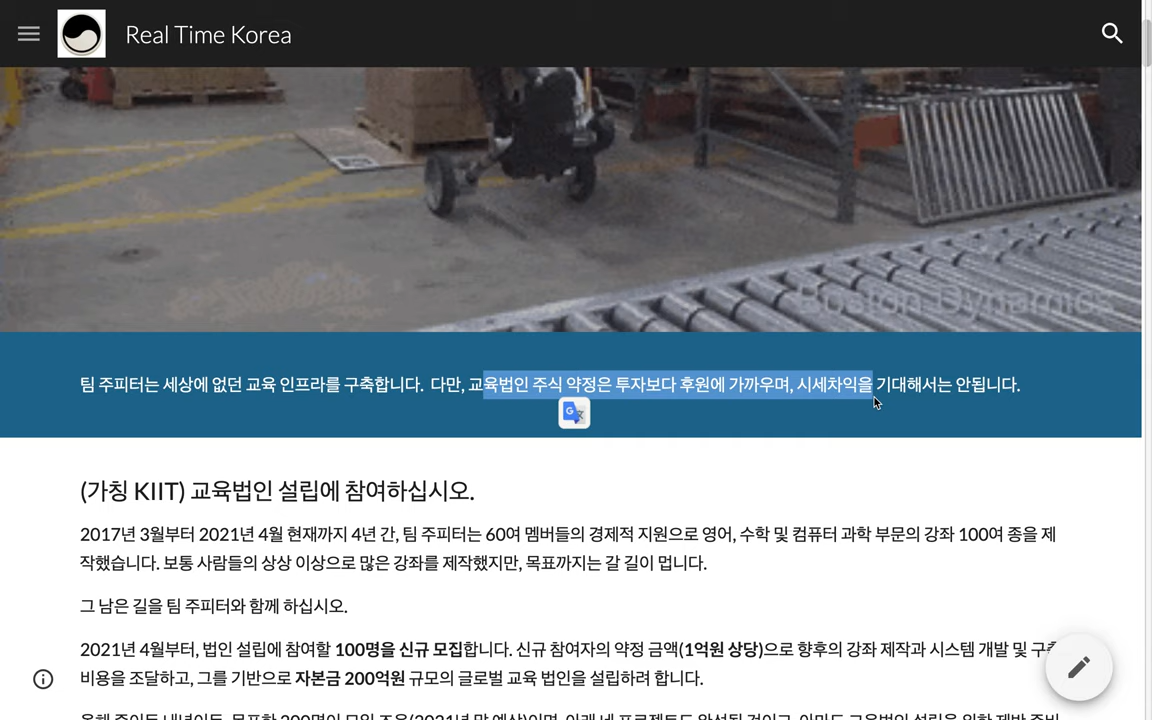 Real Time Korea
Boston Dynamics
팀 주피터는 세상에 없던 교육 인프라를 구축합니다. 다만, 교육법인 주식 약정은 투자보다 후원에 가까우며, 시세차익을 기대해서는 안됩니다.
(가칭 KIIT) 교육법인 설립에 참여하십시오.
2017년 3월부터 2021년 4월 현재까지 4년 간, 팀 주피터는 60여 멤버들의 경제적 지원으로 영어, 수학 및 컴퓨터 과학 부문의 강좌 100여 종을 제
작했습니다. 보통 사람들의 상상 이상으로 많은 강좌를 제작했지만, 목표까지는 갈 길이 멉니다.
그 남은 길을 팀 주피터와 함께 하십시오.
2021년 4월부터, 법인 설립에 참여할 100명을 신규 모집합니다. 신규 참여자의 약정 금액(1억원 상당)으로 향후의 강좌 제작과 시스템 개발 및 구축
비용을 조달하고, 그를 기반으로 자본금 200억원 규모의 글로벌 교육 법인을 설립하려 합니다.